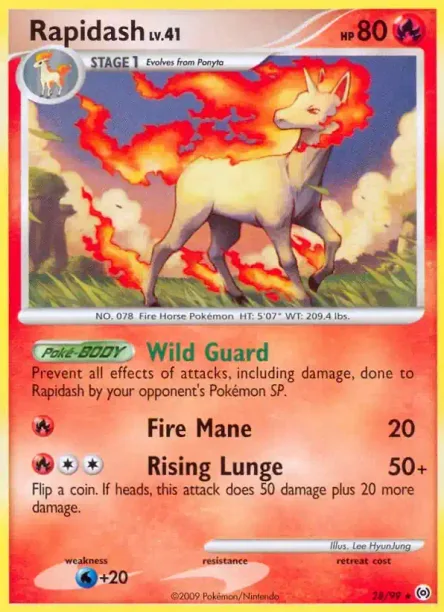 Rapidash LV.41 HP 80
STAGE 1 Evolves from Ponyta
NO. 078 Fire Horse Pokémon HT: 5'07" WT: 209.4 lbs.
Poké-BODY Wild Guard
Prevent all effects of attacks, including damage, done to
Rapidash by your opponent's Pokémon SP.
Fire Mane 20
Rising Lunge 50+
Flip a coin. If heads, this attack does 50 damage plus 20 more
damage.
Illus. Lee HyunJung
weakness resistance retreat cost
+20
©2009 Pokémon/Nintendo 28/99